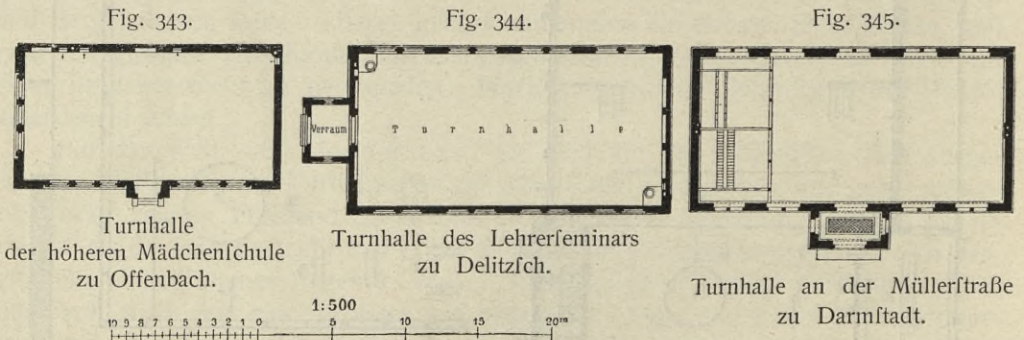 Fig. 343.
Turnhalle
der höheren Mädchenſchule
zu Offenbach.
Fig. 344.
Vorraum
Turnhalle
Turnhalle des Lehrerſeminars
zu Delitzſch.
Fig. 345.
Turnhalle an der Müllerſtraße
zu Darmſtadt.
1:500
10 9 8 7 6 5 4 3 2 1 0 5 10 15 20m